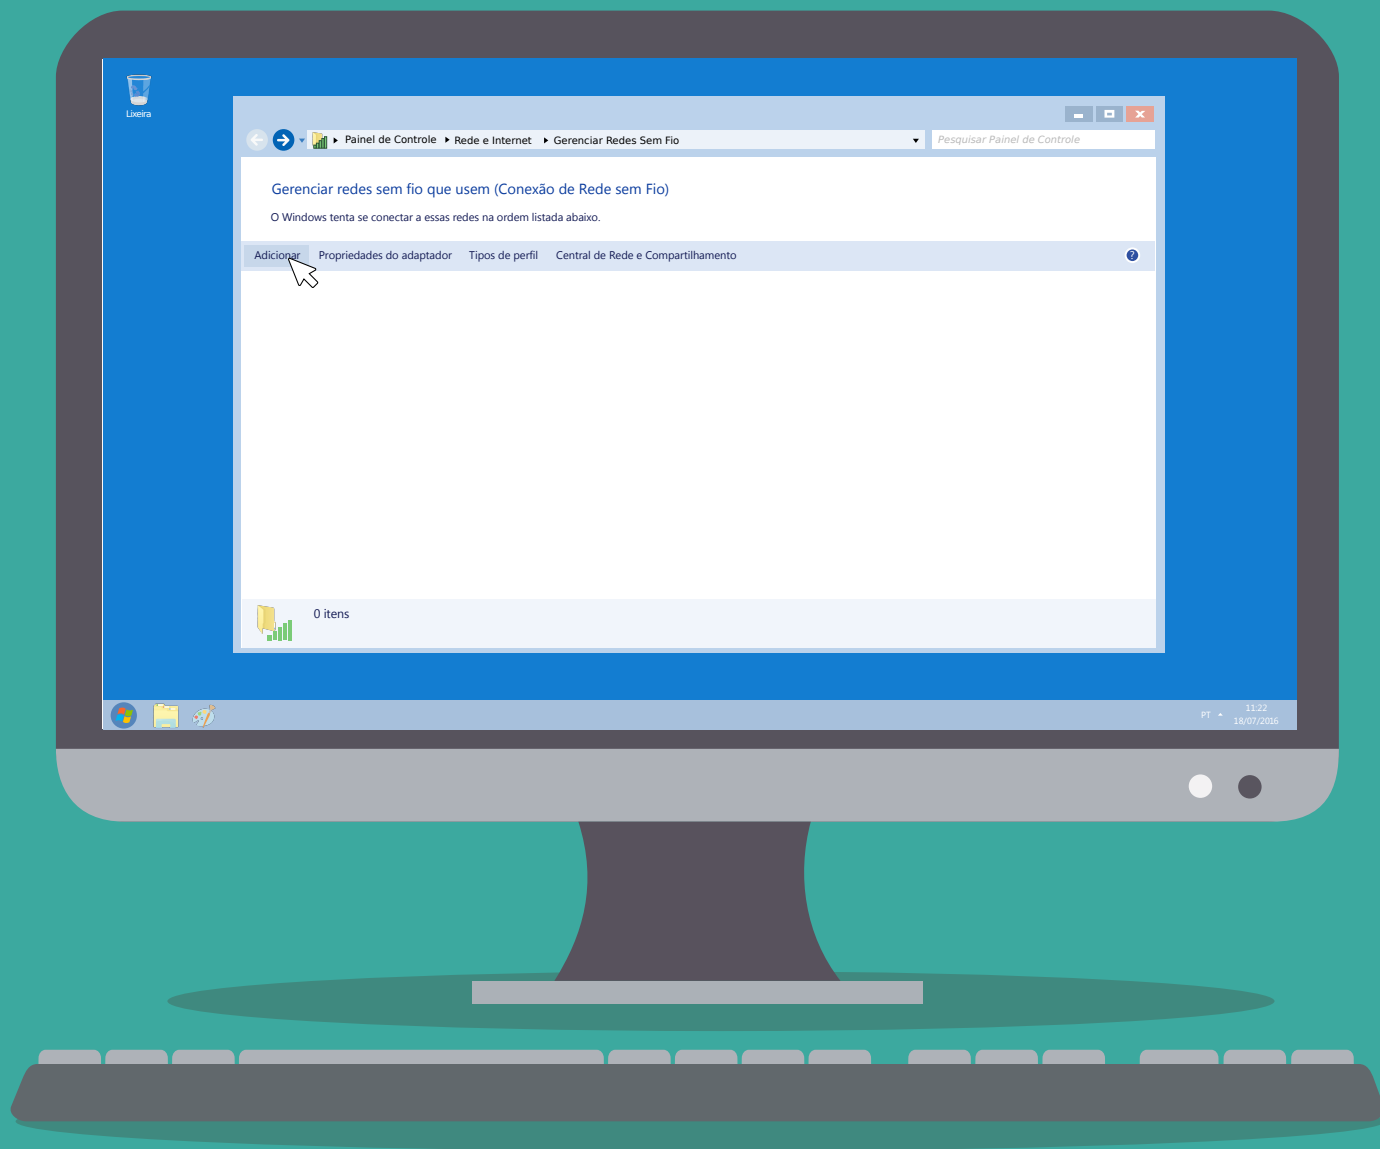 Lixeira
Painel de Controle Rede e Internet Gerenciar Redes Sem Fio Pesquisar Painel de Controle
Gerenciar redes sem fio que usem (Conexão de Rede sem Fio)
O Windows tenta se conectar a essas redes na ordem listada abaixo.
Adicionar Propriedades do adaptador Tipos de perfil Central de Rede e Compartilhamento ?
0 itens
PT 11:22
18/07/2016